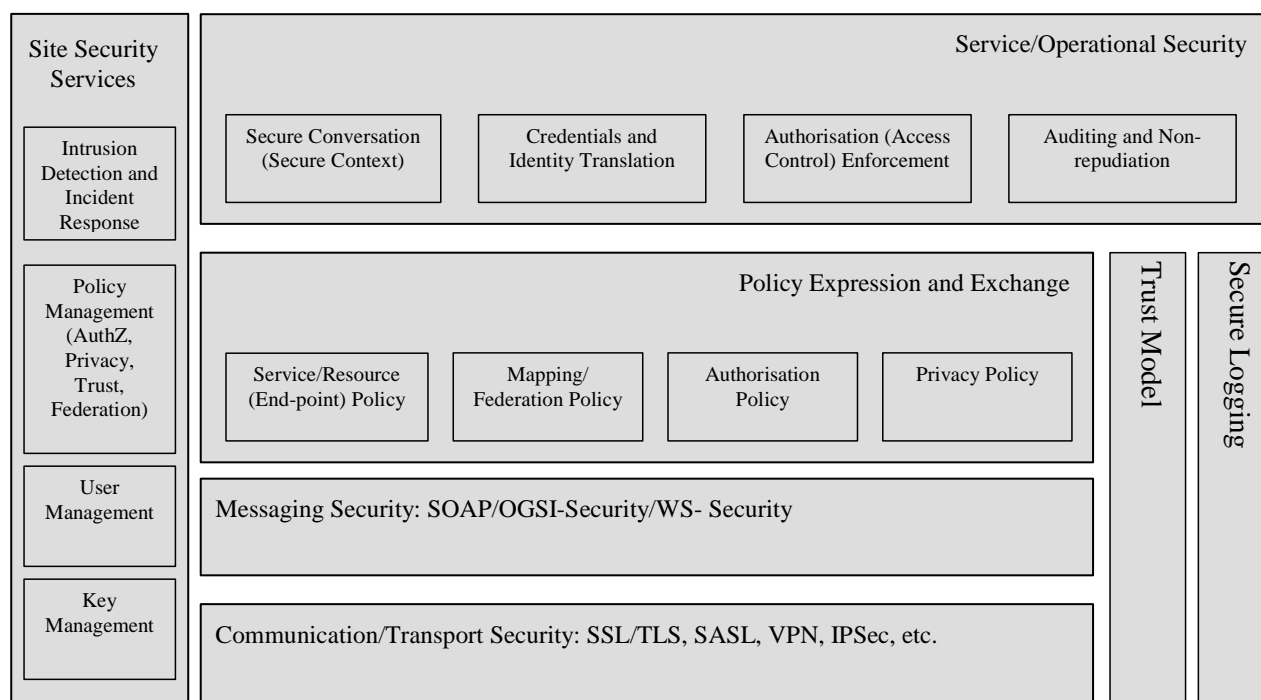 Site Security
Services
Intrusion
Detection and
Incident
Response
Policy
Management
(AuthZ,
Privacy,
Trust,
Federation)
User
Management
Key
Management
Service/Operational Security
Secure Conversation
(Secure Context)
Credentials and
Identity Translation
Authorisation (Access
Control) Enforcement
Auditing and Non-
repudiation
Policy Expression and Exchange
Service/Resource
(End-point) Policy
Mapping/
Federation Policy
Authorisation
Policy
Privacy Policy
Messaging Security: SOAP/OGSI-Security/WS- Security
Communication/Transport Security: SSL/TLS, SASL, VPN, IPSec, etc.
Trust Model
Secure Logging